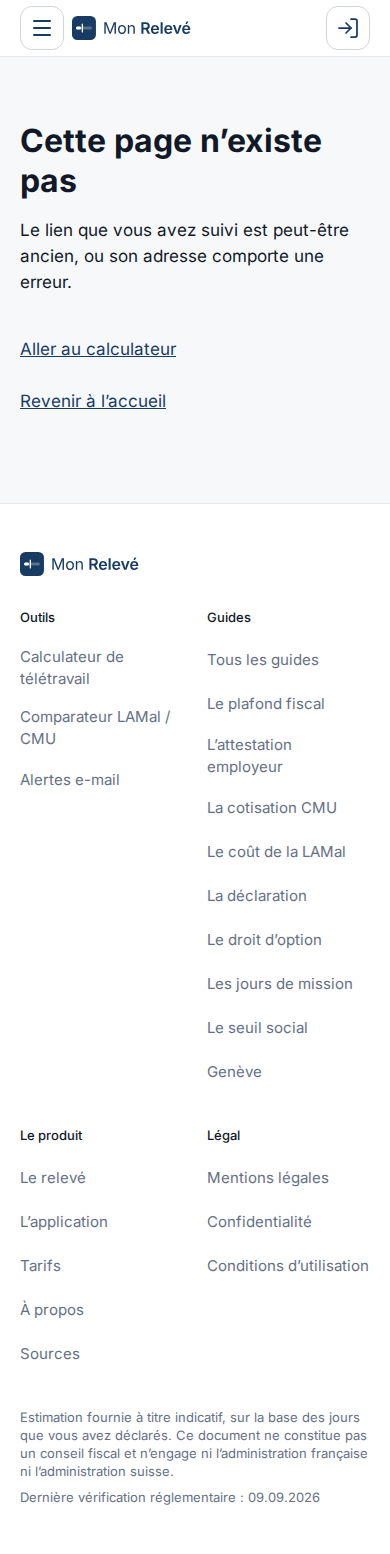 Mon Relevé
Cette page n’existe
pas
Le lien que vous avez suivi est peut-être
ancien, ou son adresse comporte une
erreur.
Aller au calculateur
Revenir à l’accueil
Mon Relevé
Outils
Calculateur de
télétravail
Comparateur LAMal /
CMU
Alertes e-mail
Guides
Tous les guides
Le plafond fiscal
L’attestation
employeur
La cotisation CMU
Le coût de la LAMal
La déclaration
Le droit d’option
Les jours de mission
Le seuil social
Genève
Le produit
Le relevé
L’application
Tarifs
À propos
Sources
Légal
Mentions légales
Confidentialité
Conditions d’utilisation
Estimation fournie à titre indicatif, sur la base des jours
que vous avez déclarés. Ce document ne constitue pas
un conseil fiscal et n’engage ni l’administration française
ni l’administration suisse.
Dernière vérification réglementaire : 09.09.2026